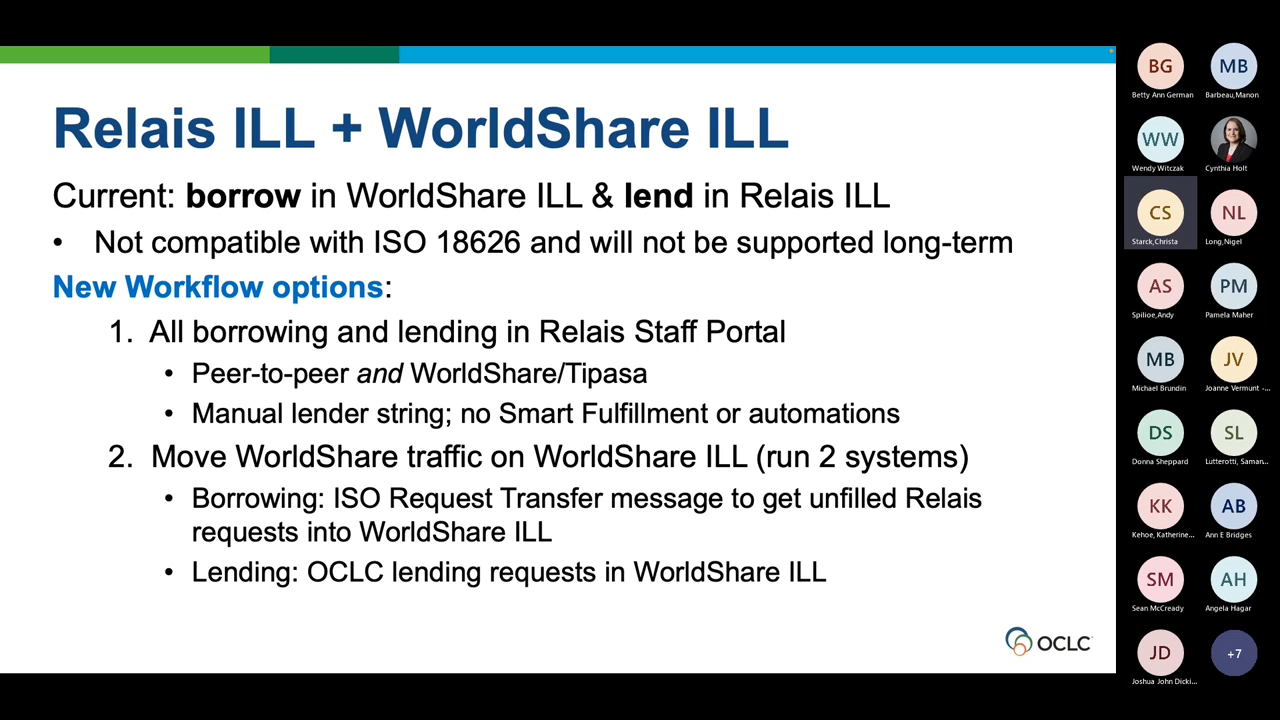 Relais ILL + WorldShare ILL
Current: borrow in WorldShare ILL & lend in Relais ILL
• Not compatible with ISO 18626 and will not be supported long-term
New Workflow options:
1. All borrowing and lending in Relais Staff Portal
• Peer-to-peer and WorldShare/Tipasa
• Manual lender string; no Smart Fulfillment or automations
2. Move WorldShare traffic on WorldShare ILL (run 2 systems)
• Borrowing: ISO Request Transfer message to get unfilled Relais
requests into WorldShare ILL
• Lending: OCLC lending requests in WorldShare ILL
OCLC
BG
Betty Ann German
MB
Barbeau,Manon
WW
Wendy Witczak
Cynthia Holt
CS
Starck,Christa
NL
Long,Nigel
AS
Spilioe,Andy
PM
Pamela Maher
MB
Michael Brundin
JV
Joanne Vermunt -...
DS
Donna Sheppard
SL
Lutterotti, Saman...
KK
Kehoe, Katherine...
AB
Ann E Bridges
SM
Sean McCready
AH
Angela Hagar
JD
Joshua John Dicki...
+7